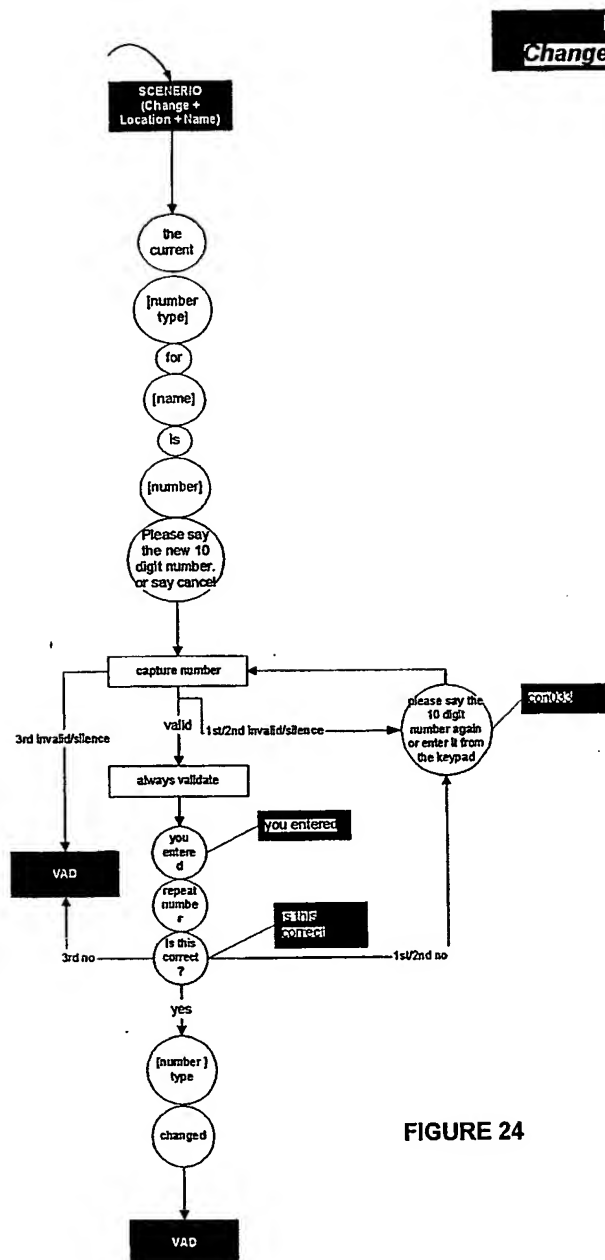 Change
SCENERIO
(Change +
Location + Name)
the
current
[number
type]
for
[name]
is
[number]
Please say
the new 10
digit number,
or say cancel
capture number
please say the
10 digit
number again
or enter it from
the keypad
con033
3rd invalid/silence
valid
1st/2nd invalid/silence
always validate
you
entere
d
you entered
VAD
repeat
numbe
r
is this
correct
Is this
correct
?
3rd no
1st/2nd no
yes
[number ]
type
changed
FIGURE 24
VAD